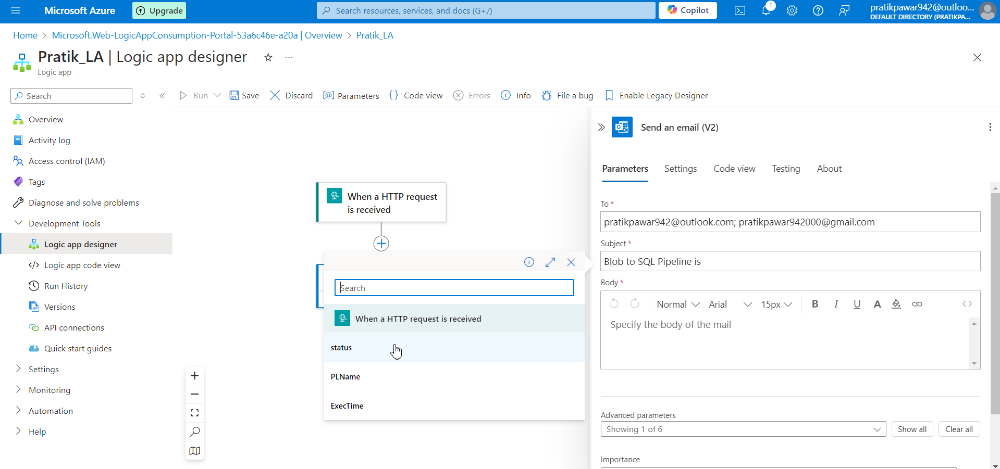 Microsoft Azure
Upgrade
Search resources, services, and docs (G+/)
Copilot
1
pratikpawar942@outloo...
DEFAULT DIRECTORY (PRATIKPA...
Home > Microsoft.Web-LogicAppConsumption-Portal-53a6c46e-a20a | Overview > Pratik_LA
Pratik_LA | Logic app designer
Logic app
Search
Run
Save
Discard
Parameters
Code view
Errors
Info
File a bug
Enable Legacy Designer
Overview
Activity log
Access control (IAM)
Tags
Diagnose and solve problems
Development Tools
Logic app designer
Logic app code view
Run History
Versions
API connections
Quick start guides
Settings
Monitoring
Automation
Help
When a HTTP request
is received
Search
When a HTTP request is received
status
PLName
ExecTime
Send an email (V2)
Parameters
Settings
Code view
Testing
About
To *
pratikpawar942@outlook.com; pratikpawar942000@gmail.com
Subject *
Blob to SQL Pipeline is
Body *
Normal
Arial
15px
B I U A
Specify the body of the mail
Advanced parameters
Showing 1 of 6
Show all
Clear all
Importance